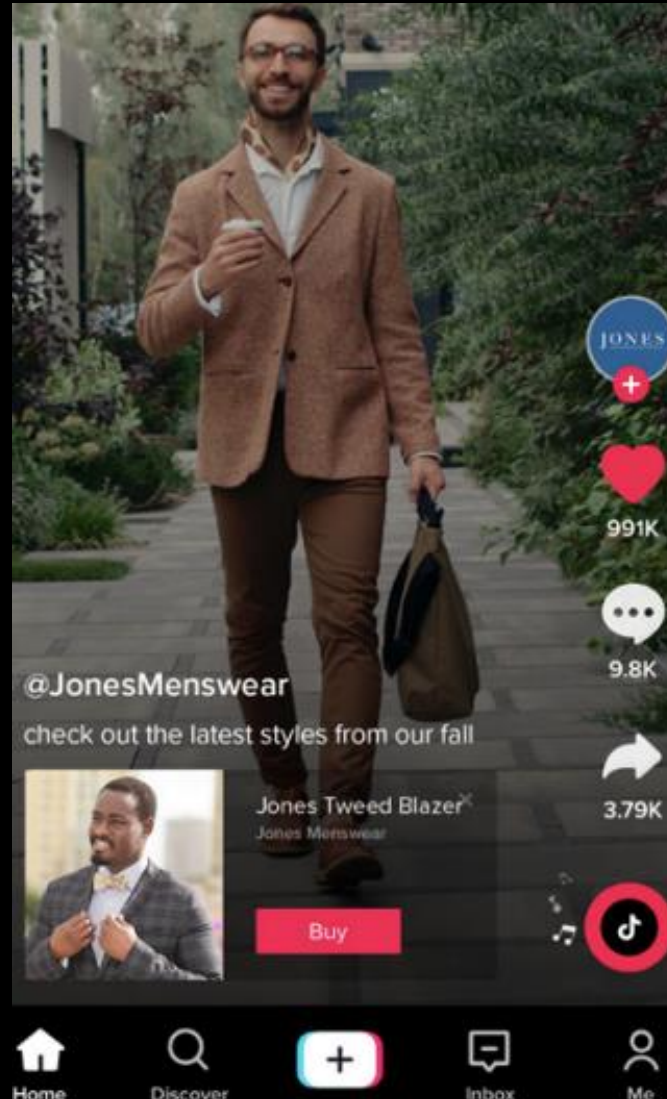 JONES
991K
9.8K
@JonesMenswear
check out the latest styles from our fall
3.79K
Jones Tweed Blazer
Jones Menswear
Buy
Home
Discover
Inbox
Me